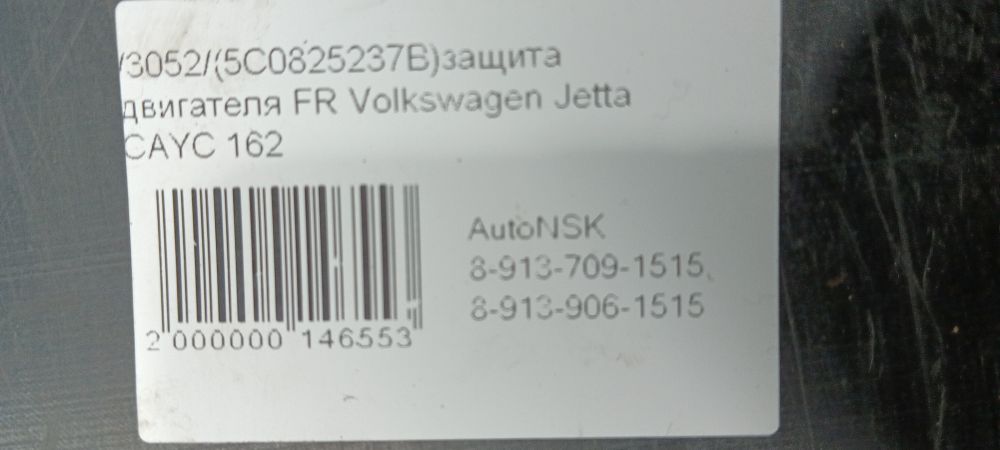 /3052/(5C0825237B)защита
двигателя FR Volkswagen Jetta
CAYC 162
AutoNSK
8-913-709-1515,
8-913-906-1515
2 000000 146553